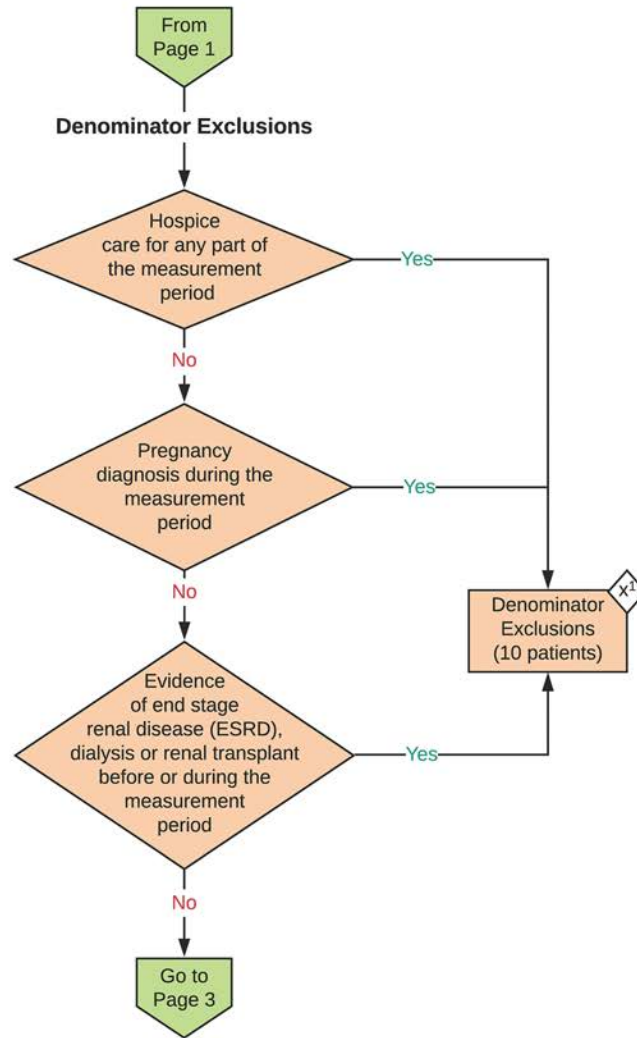 From
Page 1
Denominator Exclusions
Hospice
care for any part of
the measurement
period
Yes
No
Pregnancy
diagnosis during the
measurement
period
Yes
No
x1
Denominator
Exclusions
(10 patients)
Evidence
of end stage
renal disease (ESRD),
dialysis or renal transplant
before or during the
measurement
period
Yes
No
Go to
Page 3